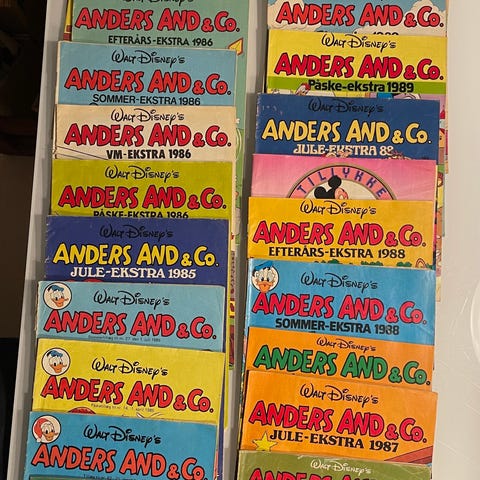 ANDERS AND & Co.
EFTERÅRS-EKSTRA 1986
WALT DISNEY'S
ANDERS AND & Co.
SOMMER-EKSTRA 1986
WALT DISNEY'S
ANDERS AND & Co.
VM-EKSTRA 1986
WALT DISNEY'S
ANDERS AND & Co.
PÅSKE-EKSTRA 1986
WALT DISNEY'S
ANDERS AND & Co.
JULE-EKSTRA 1985
WALT DISNEY'S
ANDERS AND & Co.
WALT DISNEY'S
ANDERS AND & Co.
WALT DISNEY'S
ANDERS AND & Co.
ANDERS AND & Co.
WALT DISNEY'S
ANDERS AND & Co.
Påske-ekstra 1989
WALT DISNEY'S
ANDERS AND & Co.
JULE-EKSTRA 88
TILLYKKE
WALT DISNEY'S
ANDERS AND & Co.
EFTERÅRS-EKSTRA 1988
WALT DISNEY'S
ANDERS AND & Co.
SOMMER-EKSTRA 1988
WALT DISNEY'S
ANDERS AND & Co.
WALT DISNEY'S
ANDERS AND & Co.
JULE-EKSTRA 1987
WALT DISNEY'S